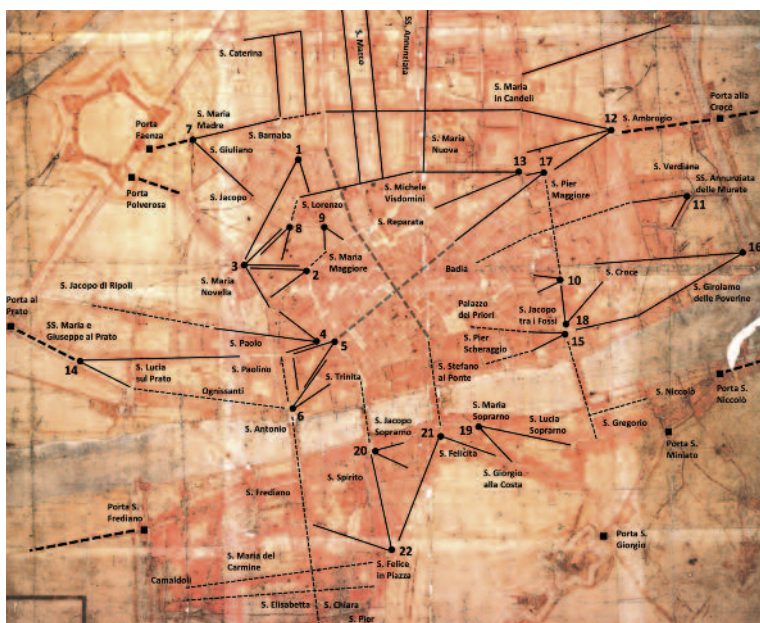 S. Caterina
S. Marco
SS. Annunziata
S. Maria
in Candeli
Porta alla
Croce
7
S. Maria
Madre
12
S. Ambrogio
Porta
Faenza
S. Barnaba
S. Maria
Nuova
S. Giuliano
1
13
17
S. Verdiana
Porta
Polverosa
S. Jacopo
S. Michele
Visdomini
S. Pier
Maggiore
SS. Annunziata
delle Murate
S. Lorenzo
11
8
9
S. Reparata
16
3
S. Maria
Novella
2
S. Maria
Maggiore
Badia
S. Croce
10
S. Girolamo
delle Poverine
Porta al
Prato
S. Jacopo di Ripoli
Palazzo
dei Priori
S. Jacopo
tra i Fossi
18
SS. Maria e
Giuseppe al Prato
S. Paolo
4
5
S. Pier
Scheraggio
15
14
S. Lucia
sul Prato
S. Paolino
S. Stefano
al Ponte
S. Trinita
Ognissanti
Porta S.
Niccolò
S. Niccolò
6
S. Antonio
S. Jacopo
Soprarno
S. Maria
Soprarno
19
S. Lucia
Soprarno
S. Gregorio
21
20
Porta S.
Miniato
S. Felicita
S. Giorgio
alla Costa
S. Spirito
S. Frediano
Porta S.
Frediano
Porta S.
Giorgio
22
S. Maria del
Carmine
S. Felice
in Piazza
Camaldoli
S. Elisabetta
S. Chiara
S. Pier